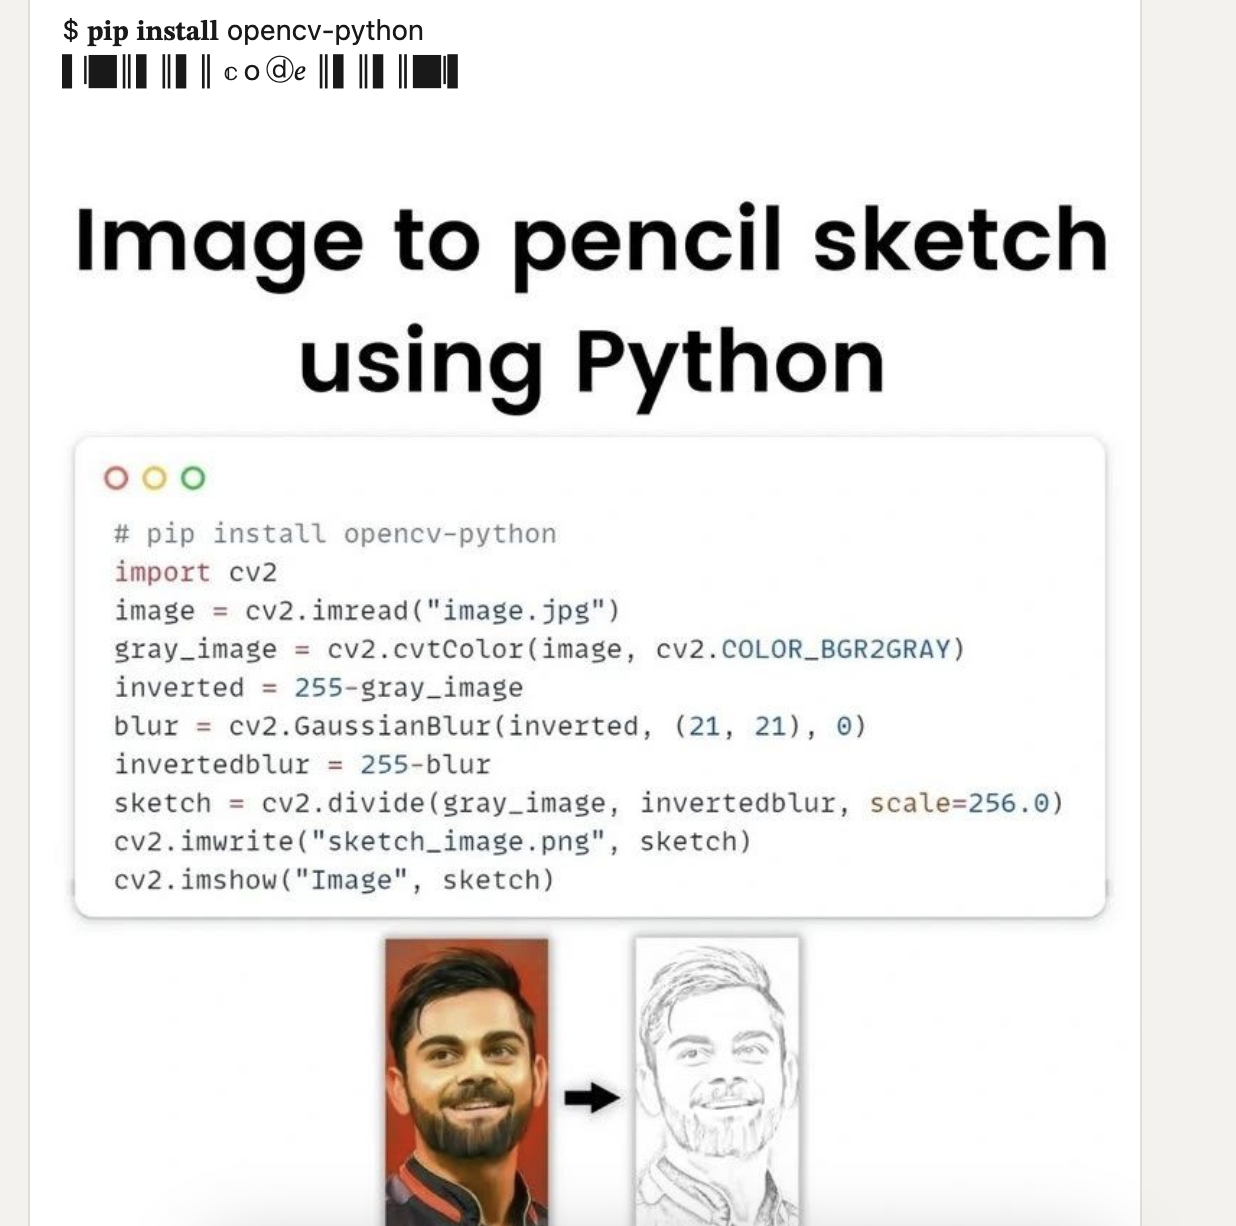 $ pip install opencv-python
▌│█║▌║▌║ 𝕔 o ⓓ𝑒 ║▌║▌║█│▌
Image to pencil sketch
using Python
# pip install opencv-python
import cv2
image = cv2.imread("image.jpg")
gray_image = cv2.cvtColor(image, cv2.COLOR_BGR2GRAY)
inverted = 255-gray_image
blur = cv2.GaussianBlur(inverted, (21, 21), 0)
invertedblur = 255-blur
sketch = cv2.divide(gray_image, invertedblur, scale=256.0)
cv2.imwrite("sketch_image.png", sketch)
cv2.imshow("Image", sketch)